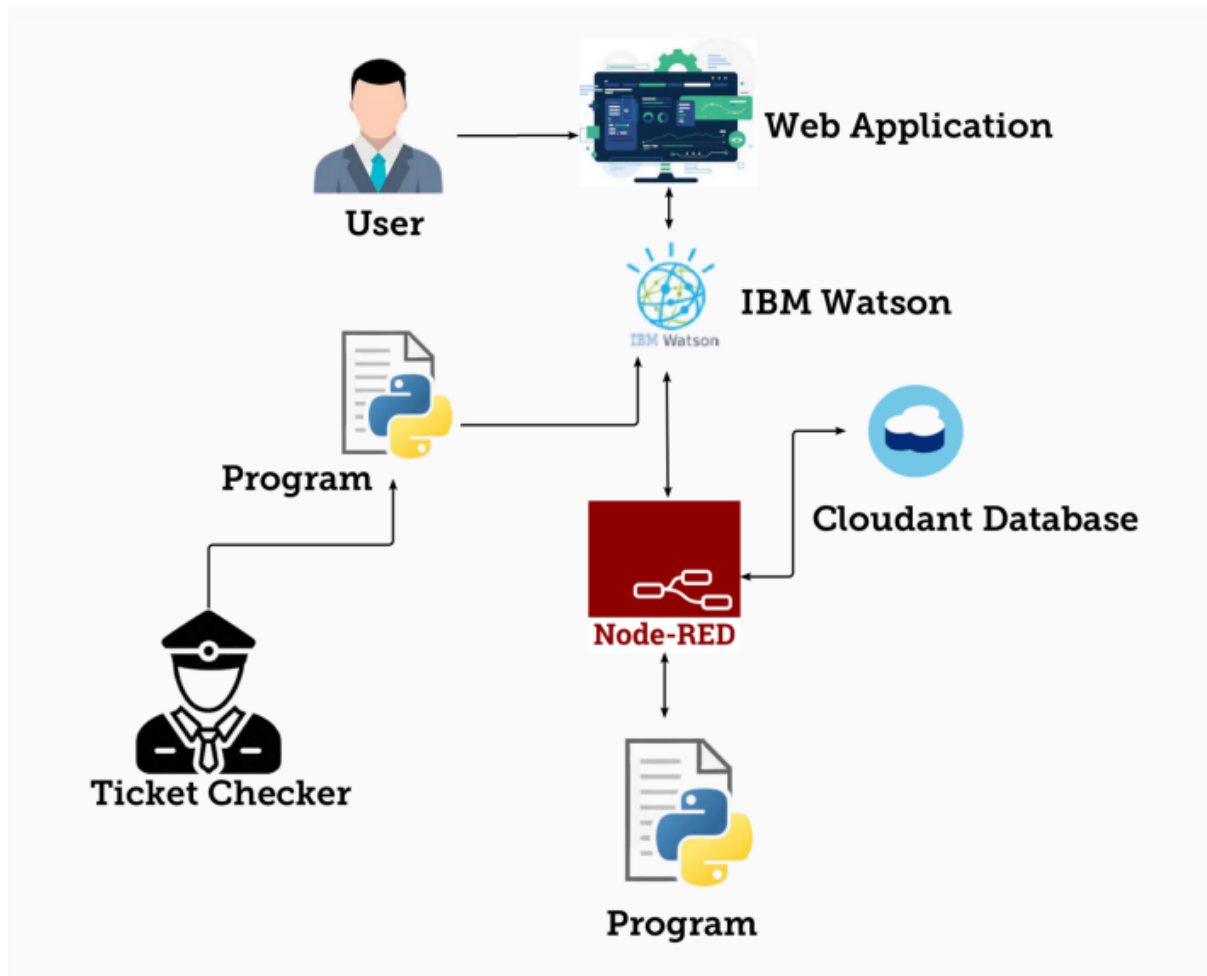 Web Application
User
IBM Watson
IBM Watson
Program
Cloudant Database
Node-RED
Ticket Checker
Program